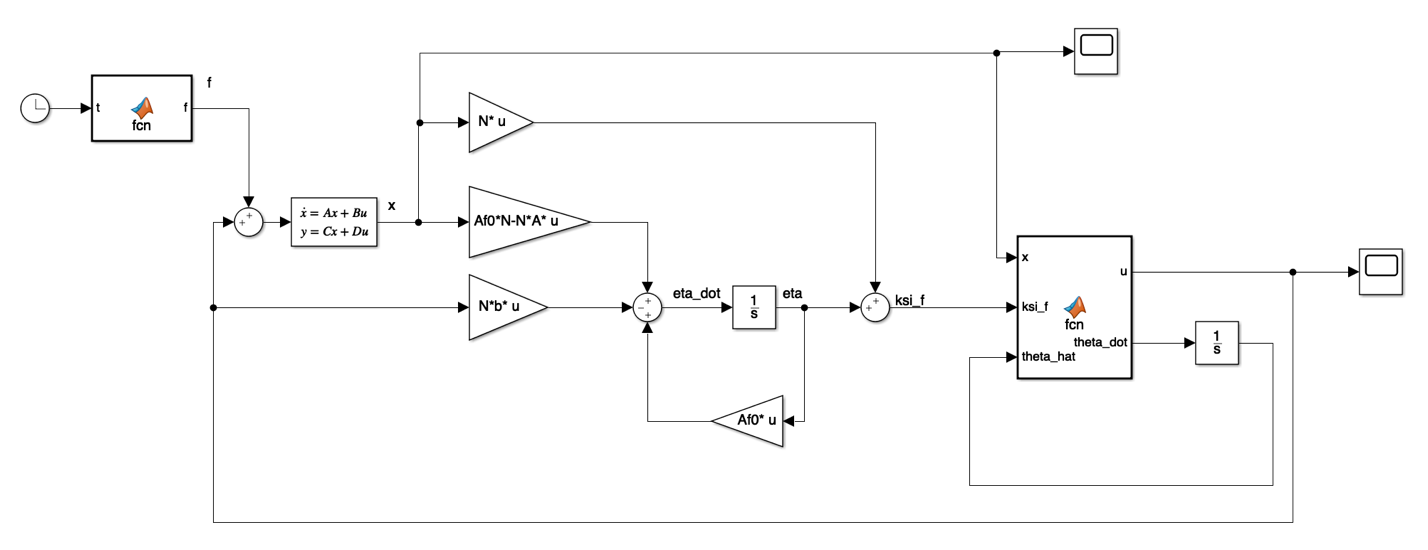 f
t
f
fcn
N* u
+
+
ẋ = Ax + Bu
y = Cx + Du
x
Af0*N-N*A* u
N*b* u
+
-
+
eta_dot
1
s
eta
+
+
ksi_f
Af0* u
x
u
ksi_f
fcn
theta_dot
theta_hat
1
s